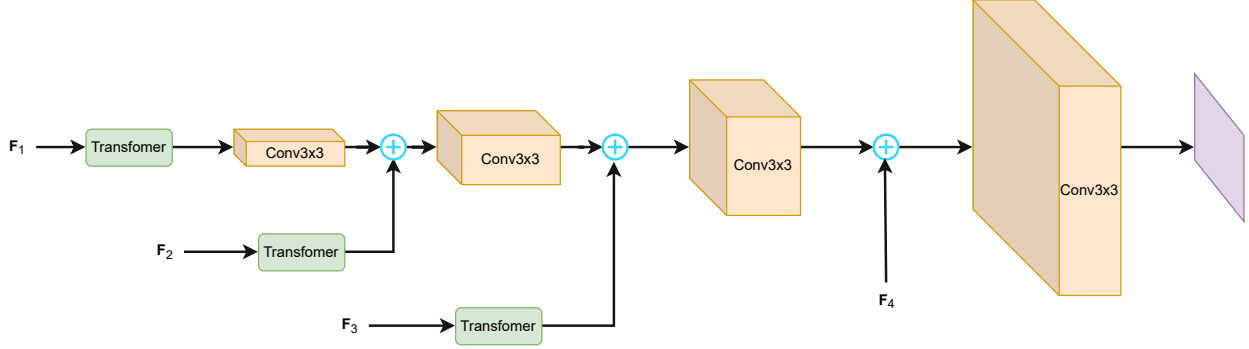 F1
Transfomer
Conv3x3
Conv3x3
Conv3x3
Conv3x3
F2
Transfomer
F3
Transfomer
F4